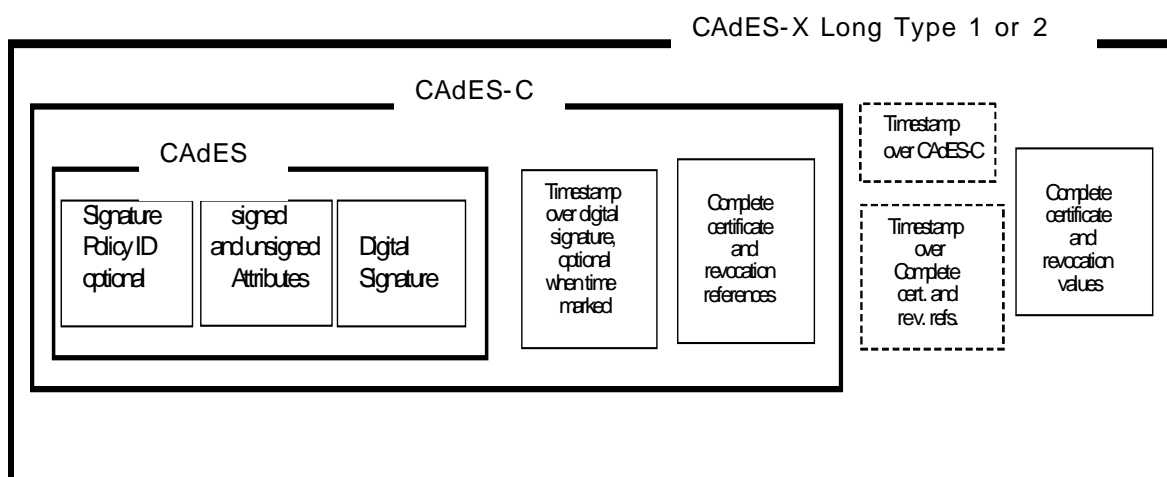 CAdES-X Long Type 1 or 2
CAdES-C
CAdES
Signature
Policy ID
optional
signed
and unsigned
Attributes
Digital
Signature
Timestamp
over digital
signature,
optional
when time
marked
Complete
certificate
and
revocation
references
Timestamp
over CAdES-C
Timestamp
over
Complete
cert. and
rev. refs.
Complete
certificate
and
revocation
values